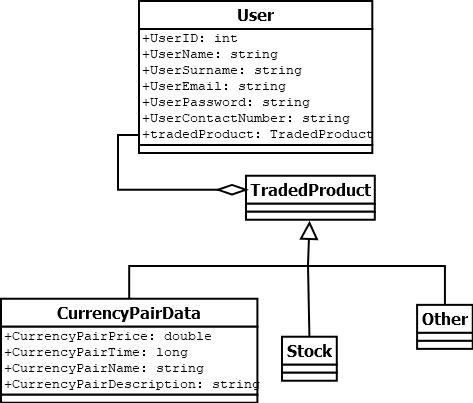 User
+UserID: int
+UserName: string
+UserSurname: string
+UserEmail: string
+UserPassword: string
+UserContactNumber: string
+tradedProduct: TradedProduct
TradedProduct
CurrencyPairData
+CurrencyPairPrice: double
+CurrencyPairTime: long
+CurrencyPairName: string
+CurrencyPairDescription: string
Stock
Other